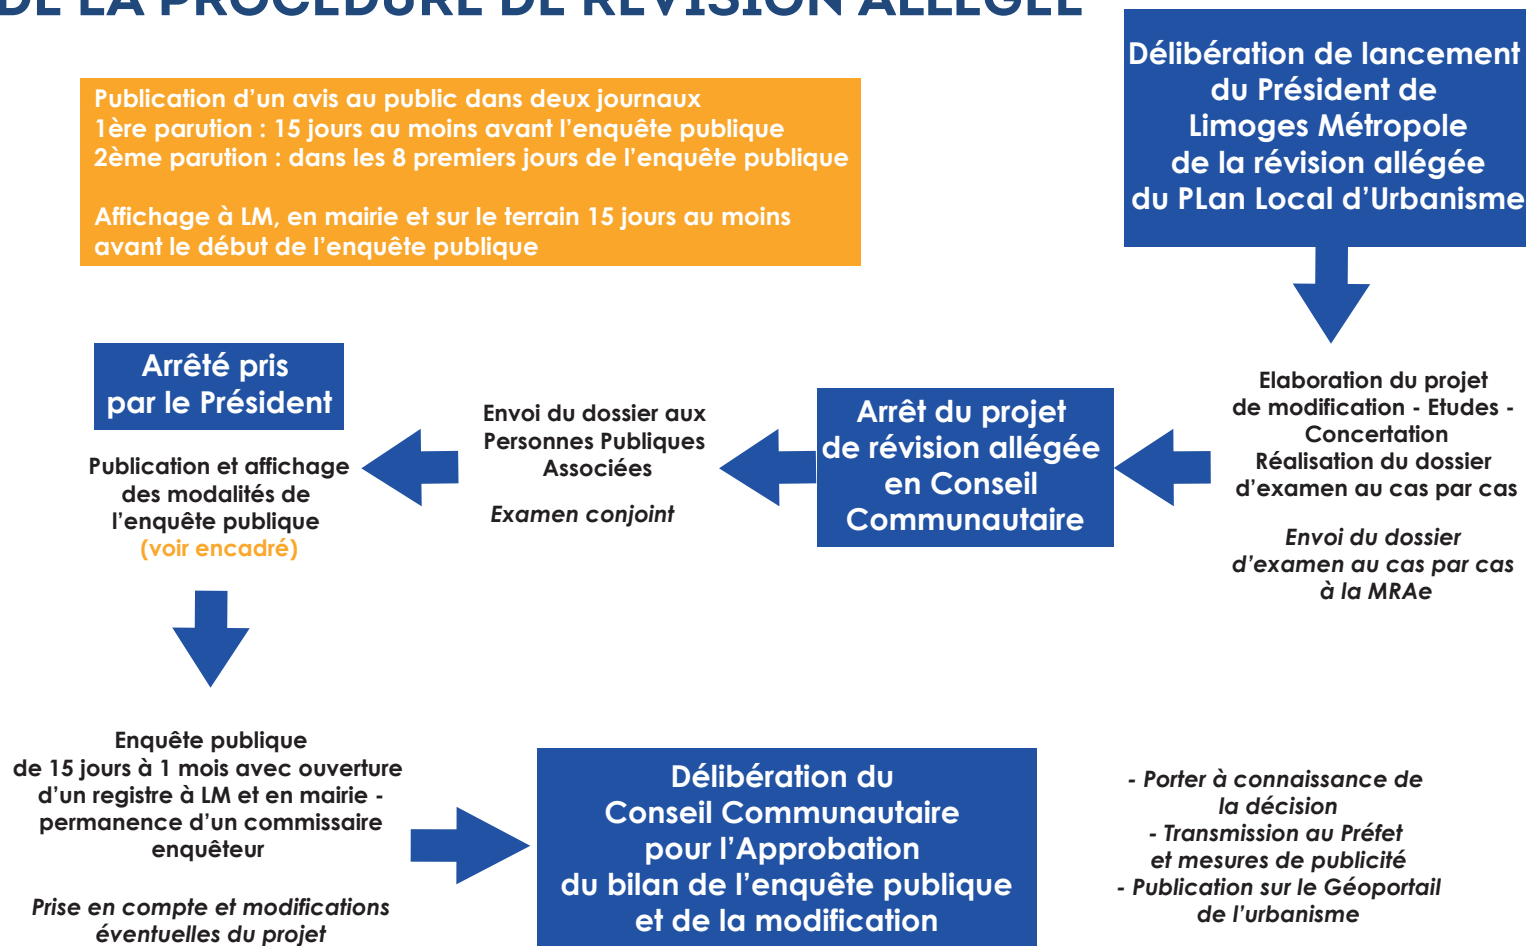 DE LA PROCÉDURE DE RÉVISION ALLÉGÉE
Publication d’un avis au public dans deux journaux
1ère parution : 15 jours au moins avant l’enquête publique
2ème parution : dans les 8 premiers jours de l’enquête publique
Affichage à LM, en mairie et sur le terrain 15 jours au moins
avant le début de l’enquête publique
Délibération de lancement
du Président de
Limoges Métropole
de la révision allégée
du PLan Local d’Urbanisme
Elaboration du projet
de modification - Etudes -
Concertation
Réalisation du dossier
d’examen au cas par cas
Envoi du dossier
d’examen au cas par cas
à la MRAe
Arrêt du projet
de révision allégée
en Conseil
Communautaire
Envoi du dossier aux
Personnes Publiques
Associées
Examen conjoint
Arrêté pris
par le Président
Publication et affichage
des modalités de
l’enquête publique
(voir encadré)
Enquête publique
de 15 jours à 1 mois avec ouverture
d’un registre à LM et en mairie -
permanence d’un commissaire
enquêteur
Prise en compte et modifications
éventuelles du projet
Délibération du
Conseil Communautaire
pour l’Approbation
du bilan de l’enquête publique
et de la modification
- Porter à connaissance de
la décision
- Transmission au Préfet
et mesures de publicité
- Publication sur le Géoportail
de l’urbanisme